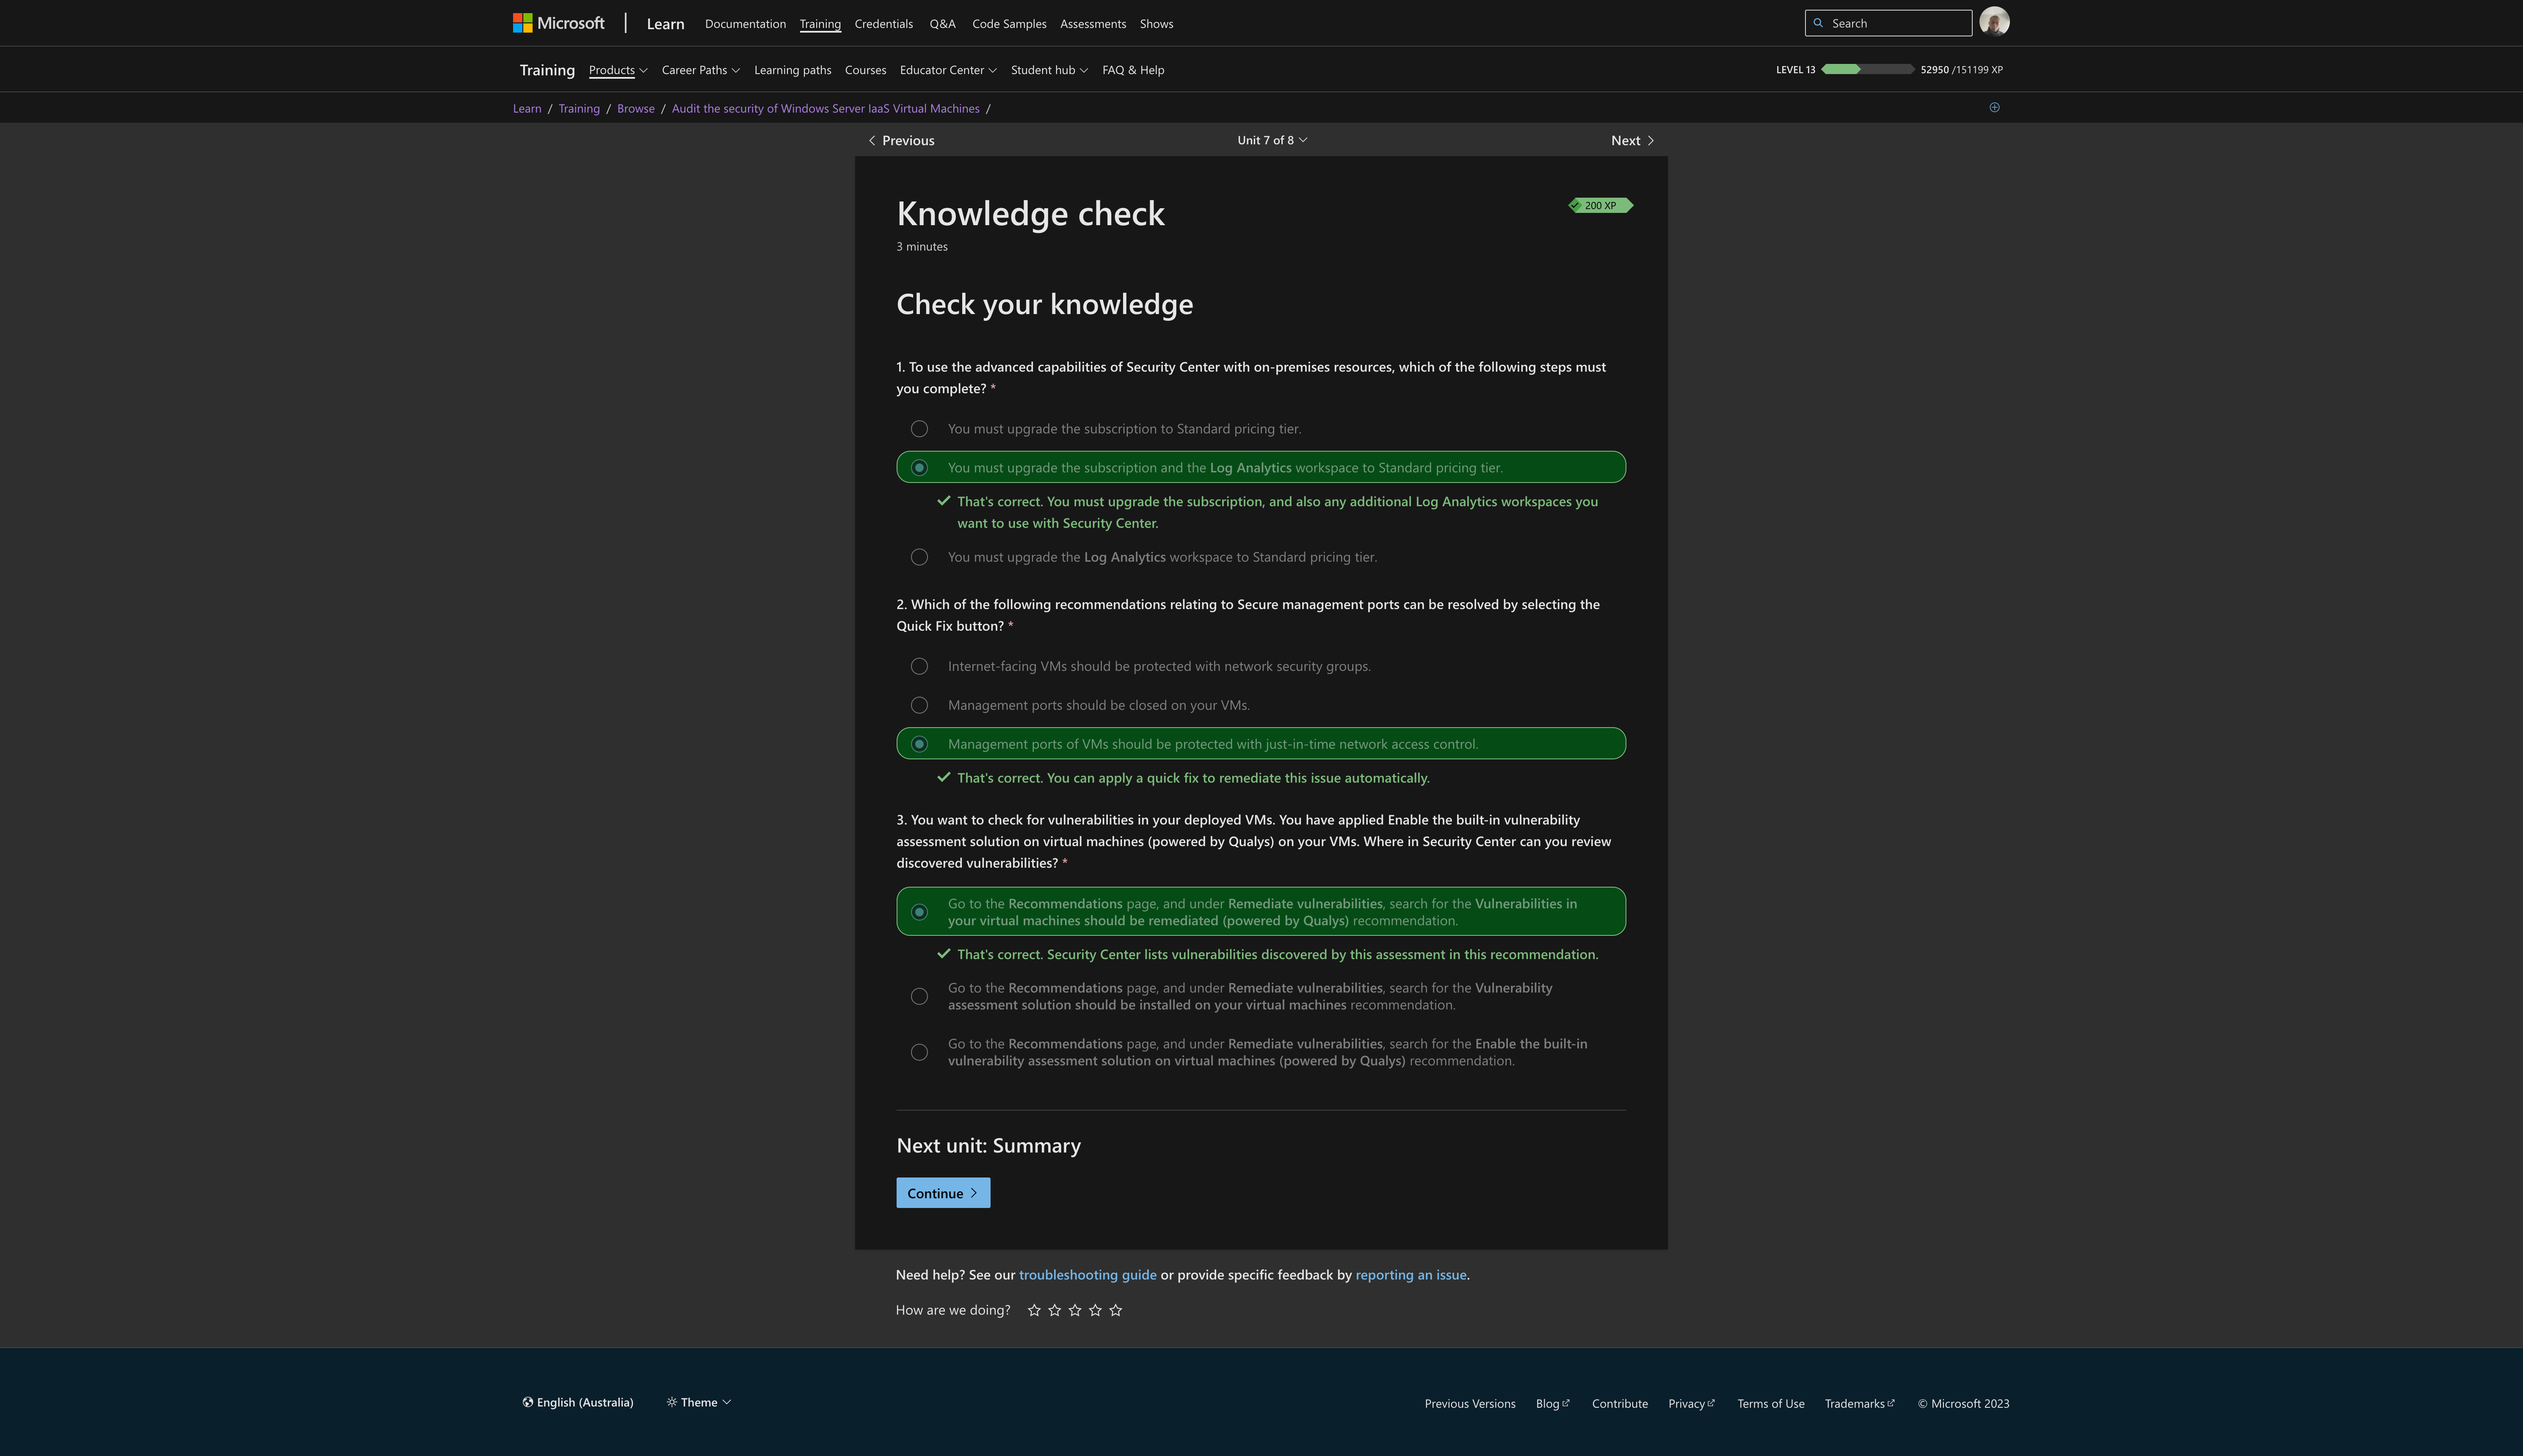 Microsoft
Learn
Documentation
Training
Credentials
Q&A
Code Samples
Assessments
Shows
Search
Training
Products
Career Paths
Learning paths
Courses
Educator Center
Student hub
FAQ & Help
LEVEL 13
52950 /151199 XP
Learn / Training / Browse / Audit the security of Windows Server IaaS Virtual Machines /
Previous
Unit 7 of 8
Next
Knowledge check
200 XP
3 minutes
Check your knowledge
1. To use the advanced capabilities of Security Center with on-premises resources, which of the following steps must
you complete? *
You must upgrade the subscription to Standard pricing tier.
You must upgrade the subscription and the Log Analytics workspace to Standard pricing tier.
That's correct. You must upgrade the subscription, and also any additional Log Analytics workspaces you
want to use with Security Center.
You must upgrade the Log Analytics workspace to Standard pricing tier.
2. Which of the following recommendations relating to Secure management ports can be resolved by selecting the
Quick Fix button? *
Internet-facing VMs should be protected with network security groups.
Management ports should be closed on your VMs.
Management ports of VMs should be protected with just-in-time network access control.
That's correct. You can apply a quick fix to remediate this issue automatically.
3. You want to check for vulnerabilities in your deployed VMs. You have applied Enable the built-in vulnerability
assessment solution on virtual machines (powered by Qualys) on your VMs. Where in Security Center can you review
discovered vulnerabilities? *
Go to the Recommendations page, and under Remediate vulnerabilities, search for the Vulnerabilities in
your virtual machines should be remediated (powered by Qualys) recommendation.
That's correct. Security Center lists vulnerabilities discovered by this assessment in this recommendation.
Go to the Recommendations page, and under Remediate vulnerabilities, search for the Vulnerability
assessment solution should be installed on your virtual machines recommendation.
Go to the Recommendations page, and under Remediate vulnerabilities, search for the Enable the built-in
vulnerability assessment solution on virtual machines (powered by Qualys) recommendation.
Next unit: Summary
Continue
Need help? See our troubleshooting guide or provide specific feedback by reporting an issue.
How are we doing?
English (Australia)
Theme
Previous Versions
Blog
Contribute
Privacy
Terms of Use
Trademarks
© Microsoft 2023